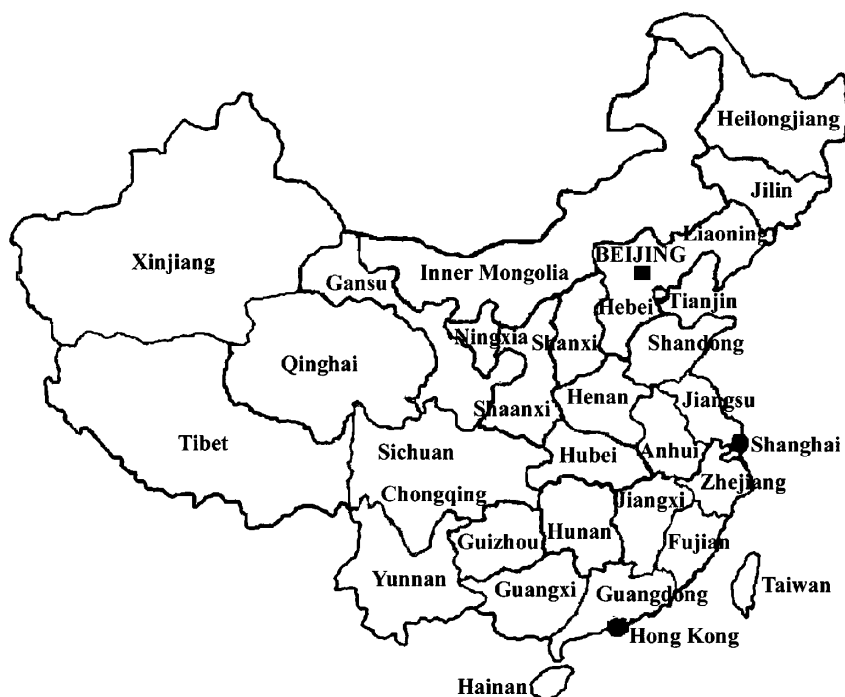 Heilongjiang
Jilin
Liaoning
BEIJING
Xinjiang
Gansu
Inner Mongolia
Hebei
Tianjin
Ningxia
Shanxi
Shandong
Qinghai
Shaanxi
Henan
Jiangsu
Tibet
Sichuan
Hubei
Anhui
Shanghai
Chongqing
Jiangxi
Zhejiang
Guizhou
Hunan
Fujian
Yunnan
Guangxi
Guangdong
Taiwan
Hong Kong
Hainan